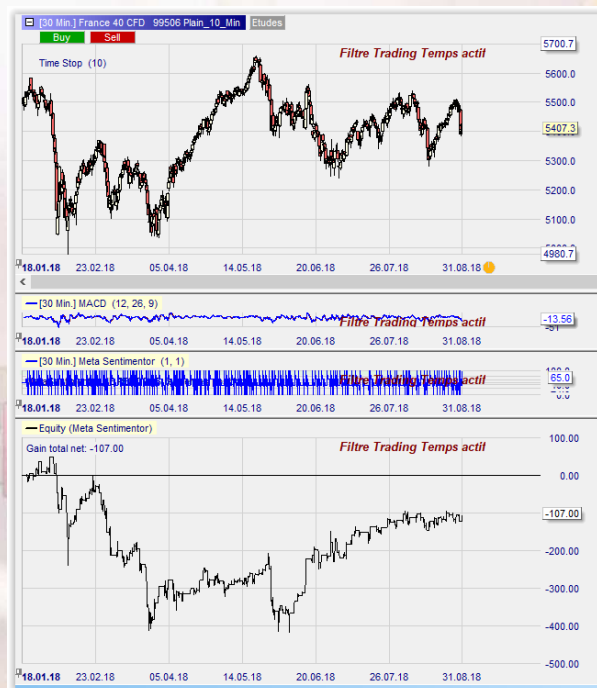 [30 Min.] France 40 CFD 99506 Plain_10_Min Etudes
Buy Sell
Filtre Trading Temps actif
Time Stop (10)
5700.7
5600.0
5500.0
5407.3
5300.0
5200.0
5100.0
4980.7
18.01.18 23.02.18 05.04.18 14.05.18 20.06.18 26.07.18 31.08.18
[30 Min.] MACD (12, 26, 9)
Filtre Trading Temps actif
-13.56
-51
18.01.18 23.02.18 05.04.18 14.05.18 20.06.18 26.07.18 31.08.18
[30 Min.] Meta Sentimentor (1, 1)
Filtre Trading Temps actif
65.0
0.0
18.01.18 23.02.18 05.04.18 14.05.18 20.06.18 26.07.18 31.08.18
Equity (Meta Sentimentor)
Filtre Trading Temps actif
Gain total net: -107.00
100.00
0.00
-107.00
-200.00
-300.00
-400.00
-500.00
18.01.18 23.02.18 05.04.18 14.05.18 20.06.18 26.07.18 31.08.18